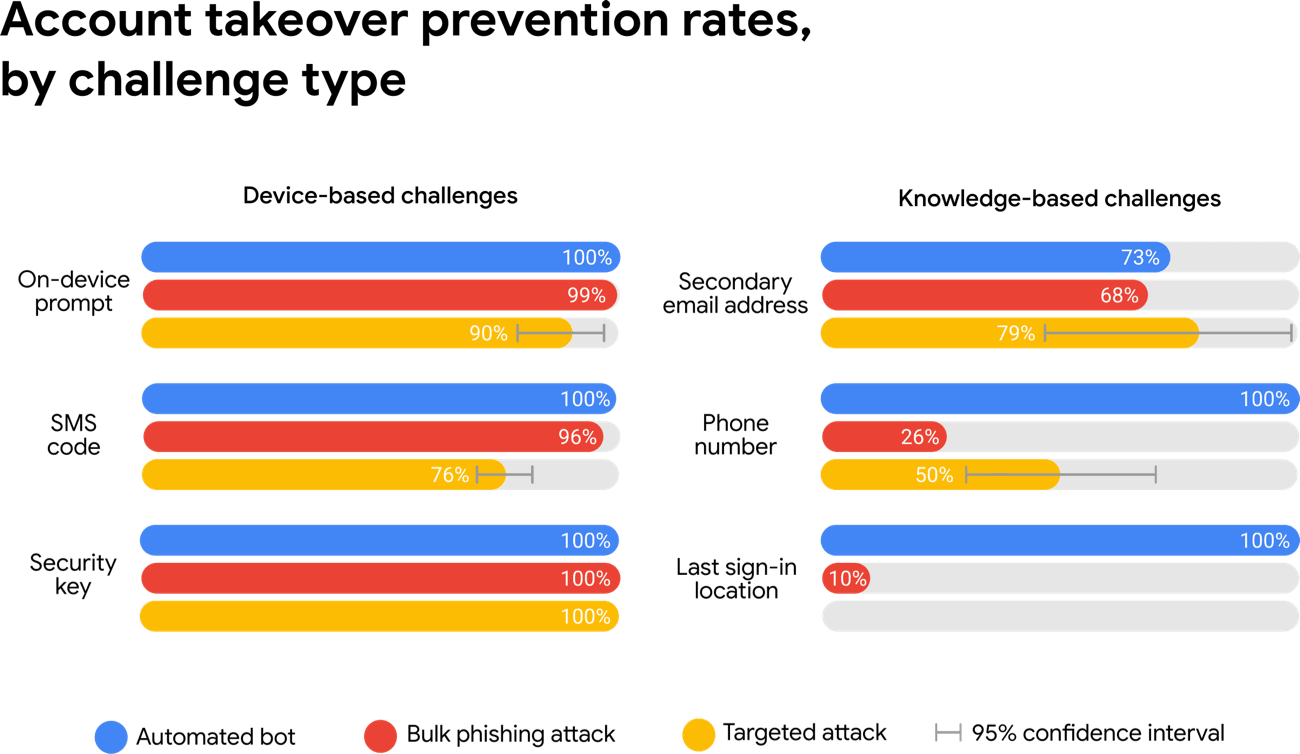 Account takeover prevention rates,
by challenge type
Device-based challenges
On-device
prompt
100%
99%
90%
SMS
code
100%
96%
76%
Security
key
100%
100%
100%
Knowledge-based challenges
Secondary
email address
73%
68%
79%
Phone
number
100%
26%
50%
Last sign-in
location
100%
10%
Automated bot
Bulk phishing attack
Targeted attack
95% confidence interval